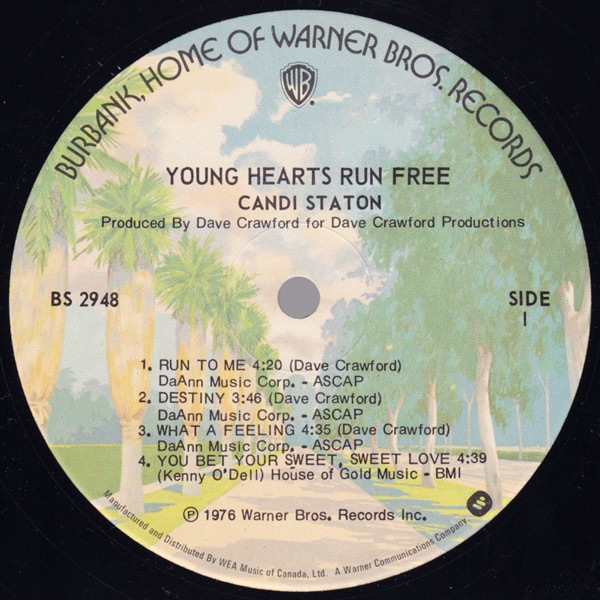 BURBANK, HOME OF WARNER BROS. RECORDS
WB
YOUNG HEARTS RUN FREE
CANDI STATON
Produced By Dave Crawford for Dave Crawford Productions
BS 2948
SIDE
1
1. RUN TO ME 4:20 (Dave Crawford)
DaAnn Music Corp. - ASCAP
2. DESTINY 3:46 (Dave Crawford)
DaAnn Music Corp. - ASCAP
3. WHAT A FEELING 4:35 (Dave Crawford)
DaAnn Music Corp. - ASCAP
4. YOU BET YOUR SWEET, SWEET LOVE 4:39
(Kenny O'Dell) House of Gold Music - BMI
℗ 1976 Warner Bros. Records Inc.
Manufactured and Distributed By WEA Music of Canada, Ltd. A Warner Communications Company